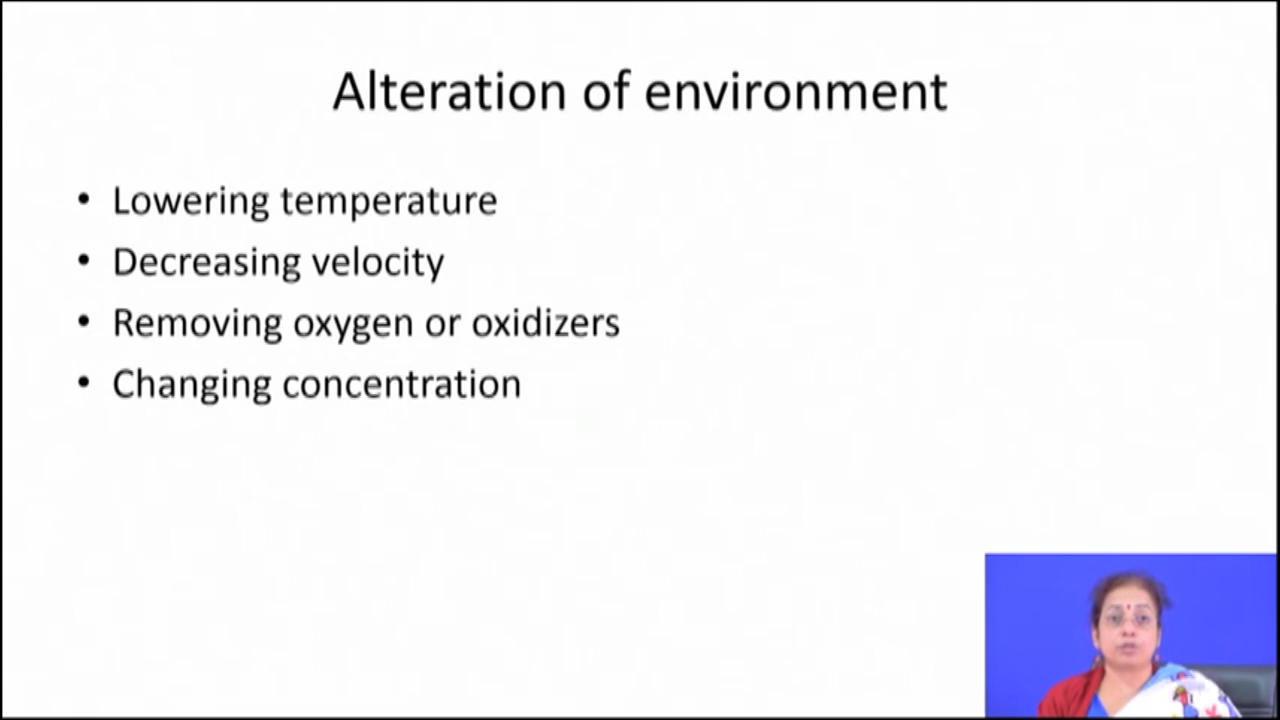 Alteration of environment
• Lowering temperature
• Decreasing velocity
• Removing oxygen or oxidizers
• Changing concentration